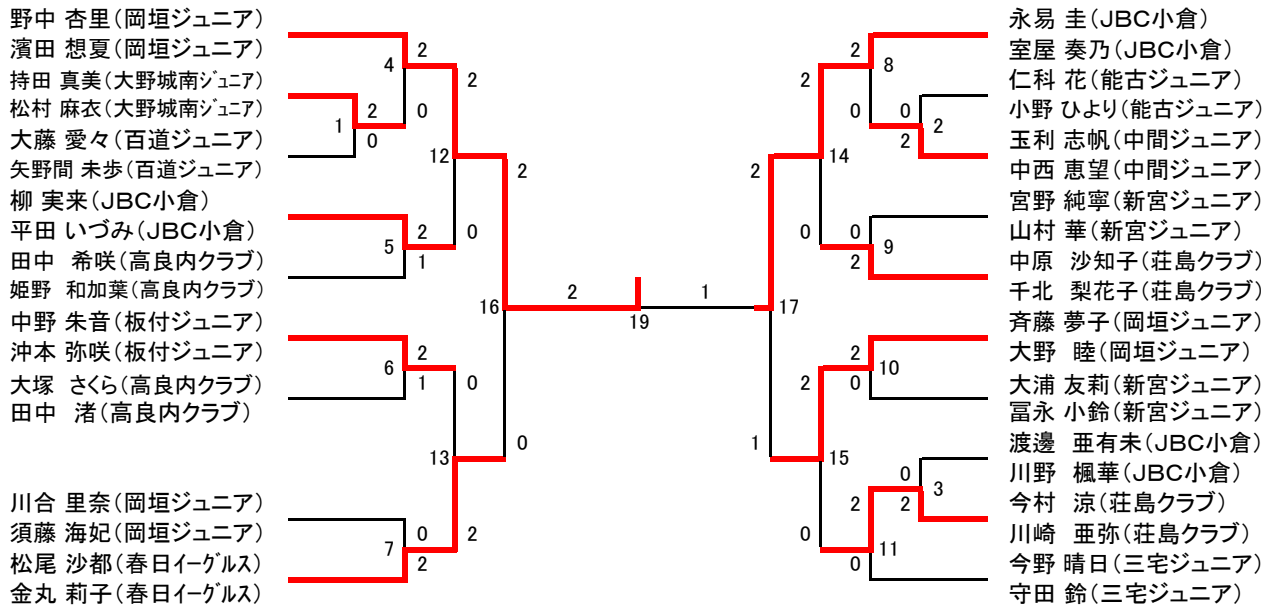 野中 杏里(岡垣ジュニア)
濱田 想夏(岡垣ジュニア)
持田 真美(大野城南ジュニア)
松村 麻衣(大野城南ジュニア)
大藤 愛々(百道ジュニア)
矢野間 未歩(百道ジュニア)
柳 実来(JBC小倉)
平田 いづみ(JBC小倉)
田中 希咲(高良内クラブ)
姫野 和加葉(高良内クラブ)
中野 朱音(板付ジュニア)
沖本 弥咲(板付ジュニア)
大塚 さくら(高良内クラブ)
田中 渚(高良内クラブ)
川合 里奈(岡垣ジュニア)
須藤 海妃(岡垣ジュニア)
松尾 沙都(春日イーグルス)
金丸 莉子(春日イーグルス)
4
2
2
1
2
0
0
12
2
5
2
1
0
16
6
2
1
0
13
0
7
0
2
2
2
19
1
17
2
8
2
0
0
2
2
14
2
0
0
9
2
2
10
0
2
1
15
0
3
2
2
0
11
0
永易 圭(JBC小倉)
室屋 奏乃(JBC小倉)
仁科 花(能古ジュニア)
小野 ひより(能古ジュニア)
玉利 志帆(中間ジュニア)
中西 恵望(中間ジュニア)
宮野 純寧(新宮ジュニア)
山村 華(新宮ジュニア)
中原 沙知子(荘島クラブ)
千北 梨花子(荘島クラブ)
斉藤 夢子(岡垣ジュニア)
大野 睦(岡垣ジュニア)
大浦 友莉(新宮ジュニア)
冨永 小鈴(新宮ジュニア)
渡邊 亜有未(JBC小倉)
川野 楓華(JBC小倉)
今村 涼(荘島クラブ)
川崎 亜弥(荘島クラブ)
今野 晴日(三宅ジュニア)
守田 鈴(三宅ジュニア)